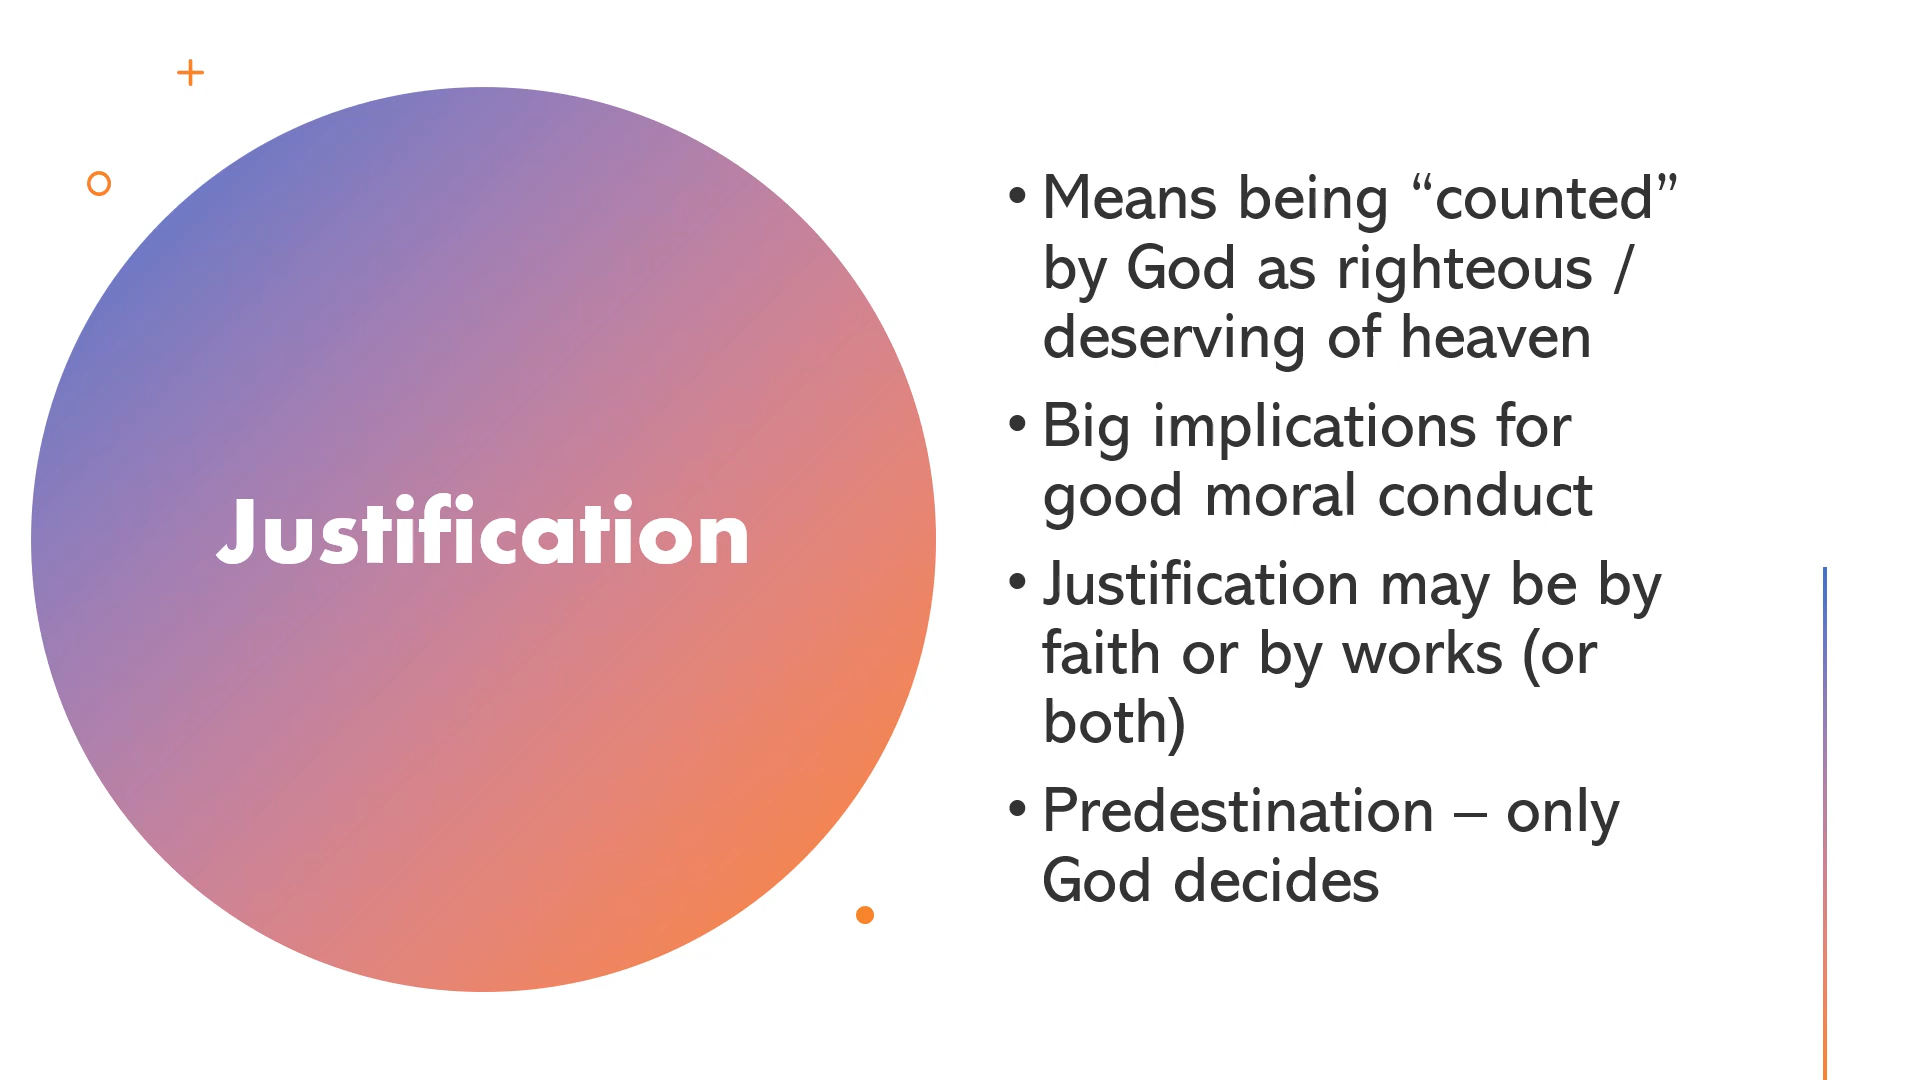 Justification
• Means being “counted”
by God as righteous /
deserving of heaven
• Big implications for
good moral conduct
• Justification may be by
faith or by works (or
both)
• Predestination – only
God decides